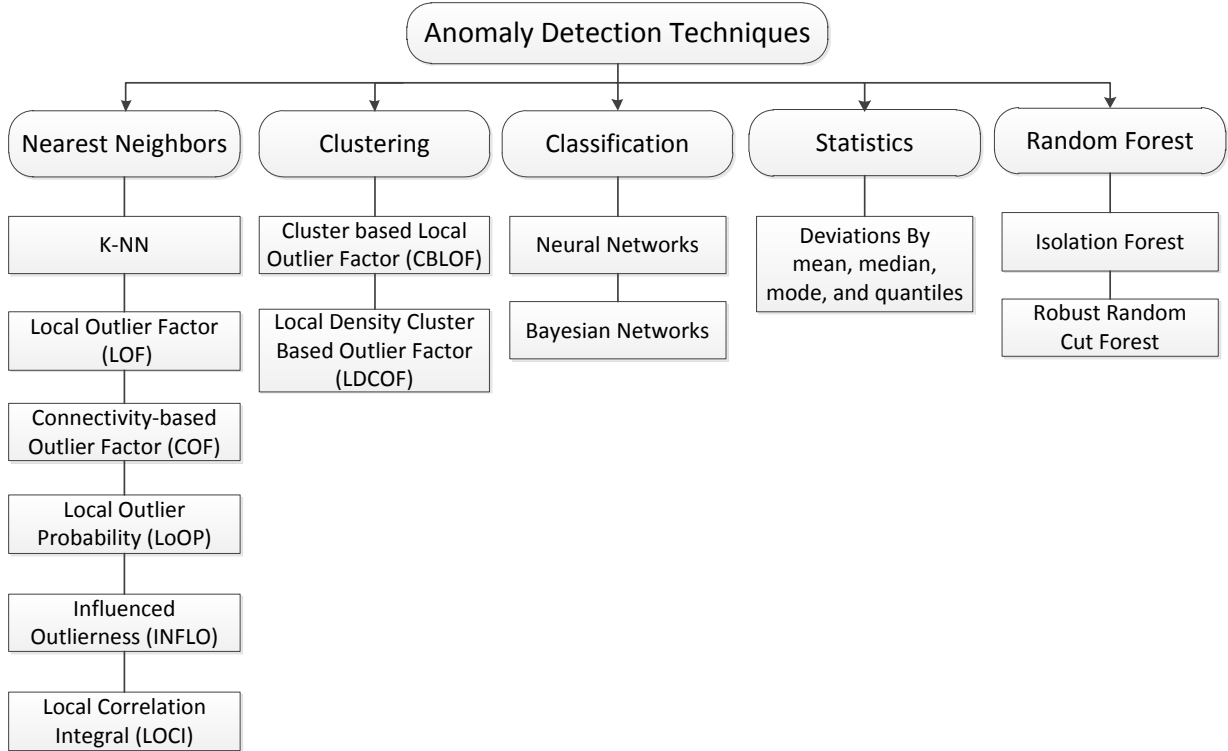 Anomaly Detection Techniques
Nearest Neighbors
K-NN
Local Outlier Factor
(LOF)
Connectivity-based
Outlier Factor (COF)
Local Outlier
Probability (LoOP)
Influenced
Outlierness (INFLO)
Local Correlation
Integral (LOCI)
Clustering
Cluster based Local
Outlier Factor (CBLOF)
Local Density Cluster
Based Outlier Factor
(LDCOF)
Classification
Neural Networks
Bayesian Networks
Statistics
Deviations By
mean, median,
mode, and quantiles
Random Forest
Isolation Forest
Robust Random
Cut Forest